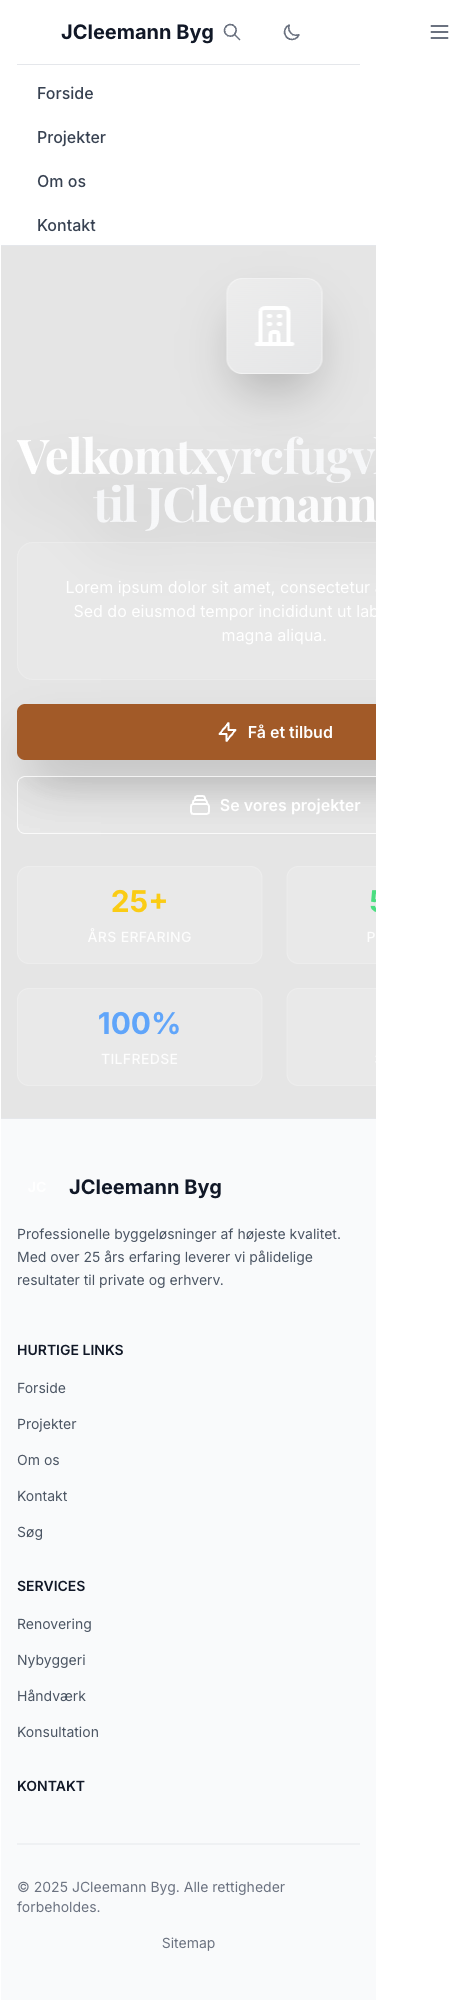 JCleemann Byg
Forside
Projekter
Om os
Kontakt
Velkomtxyrcfugv
til JCleemann
Lorem ipsum dolor sit amet, consectetur
Sed do eiusmod tempor incididunt ut lab
magna aliqua.
Få et tilbud
Se vores projekter
25+
ÅRS ERFARING
100%
TILFREDSE
JC
JCleemann Byg
Professionelle byggeløsninger af højeste kvalitet.
Med over 25 års erfaring leverer vi pålidelige
resultater til private og erhverv.
HURTIGE LINKS
Forside
Projekter
Om os
Kontakt
Søg
SERVICES
Renovering
Nybyggeri
Håndværk
Konsultation
KONTAKT
© 2025 JCleemann Byg. Alle rettigheder
forbeholdes.
Sitemap